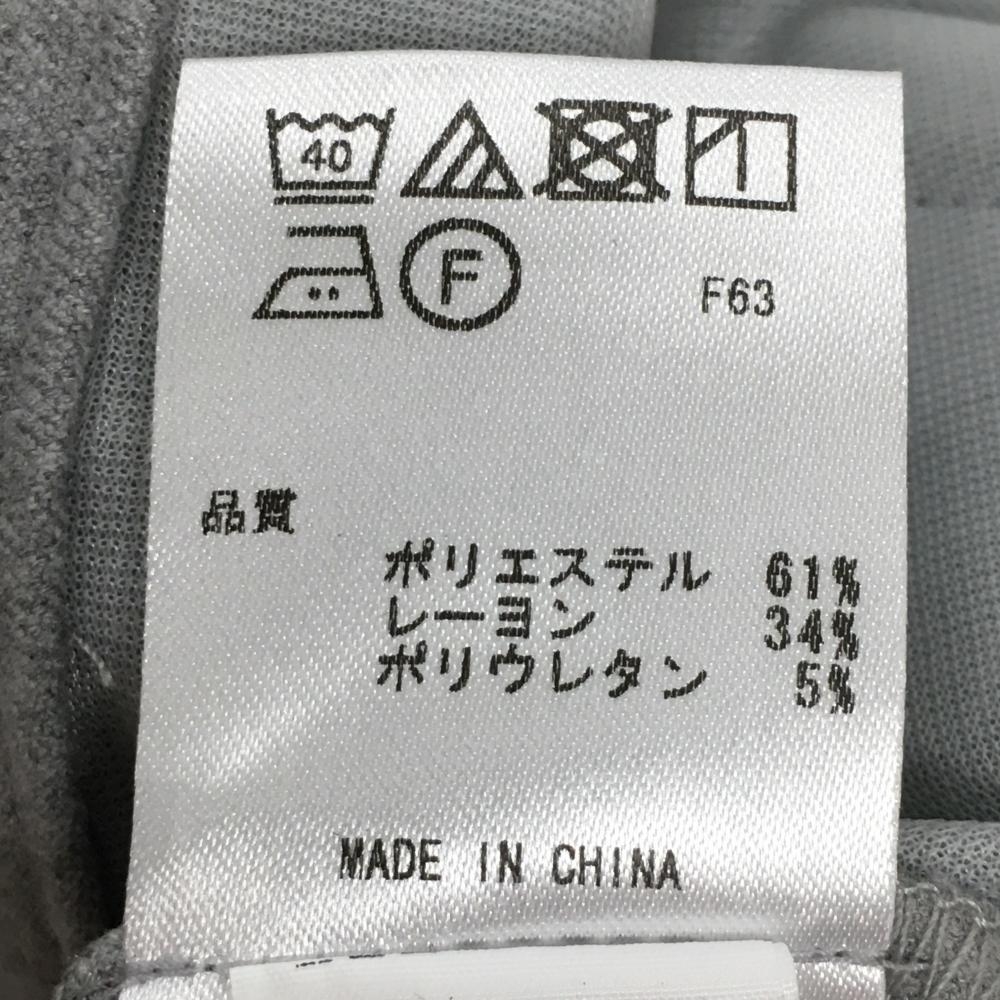 40
F
F63
品質
ポリエステル 61%
レーヨン 34%
ポリウレタン 5%
MADE IN CHINA